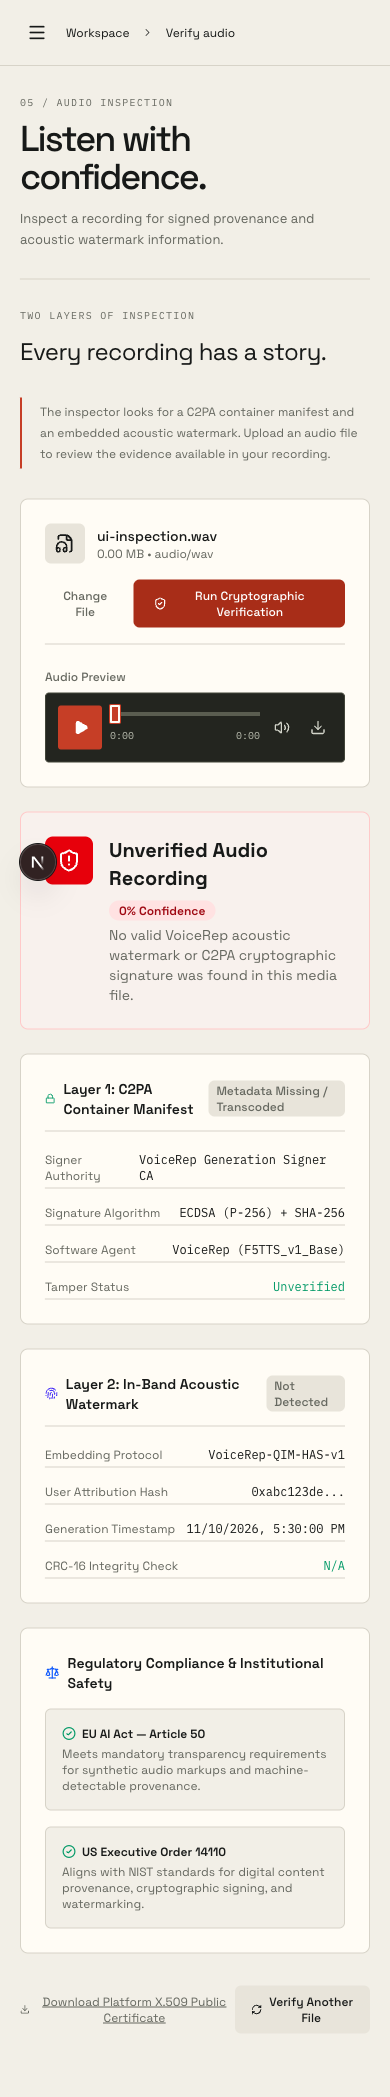 Workspace > Verify audio
05 / AUDIO INSPECTION
Listen with
confidence.
Inspect a recording for signed provenance and
acoustic watermark information.
TWO LAYERS OF INSPECTION
Every recording has a story.
The inspector looks for a C2PA container manifest and
an embedded acoustic watermark. Upload an audio file
to review the evidence available in your recording.
ui-inspection.wav
0.00 MB • audio/wav
Change
File
Run Cryptographic
Verification
Audio Preview
0:00 0:00
N
Unverified Audio
Recording
0% Confidence
No valid VoiceRep acoustic
watermark or C2PA cryptographic
signature was found in this media
file.
Layer 1: C2PA
Container Manifest
Metadata Missing /
Transcoded
Signer
Authority
VoiceRep Generation Signer
CA
Signature Algorithm ECDSA (P-256) + SHA-256
Software Agent VoiceRep (F5TTS_v1_Base)
Tamper Status Unverified
Layer 2: In-Band Acoustic
Watermark
Not
Detected
Embedding Protocol VoiceRep-QIM-HAS-v1
User Attribution Hash 0xabc123de...
Generation Timestamp 11/10/2026, 5:30:00 PM
CRC-16 Integrity Check N/A
Regulatory Compliance & Institutional
Safety
EU AI Act — Article 50
Meets mandatory transparency requirements
for synthetic audio markups and machine-
detectable provenance.
US Executive Order 14110
Aligns with NIST standards for digital content
provenance, cryptographic signing, and
watermarking.
Download Platform X.509 Public
Certificate
Verify Another
File